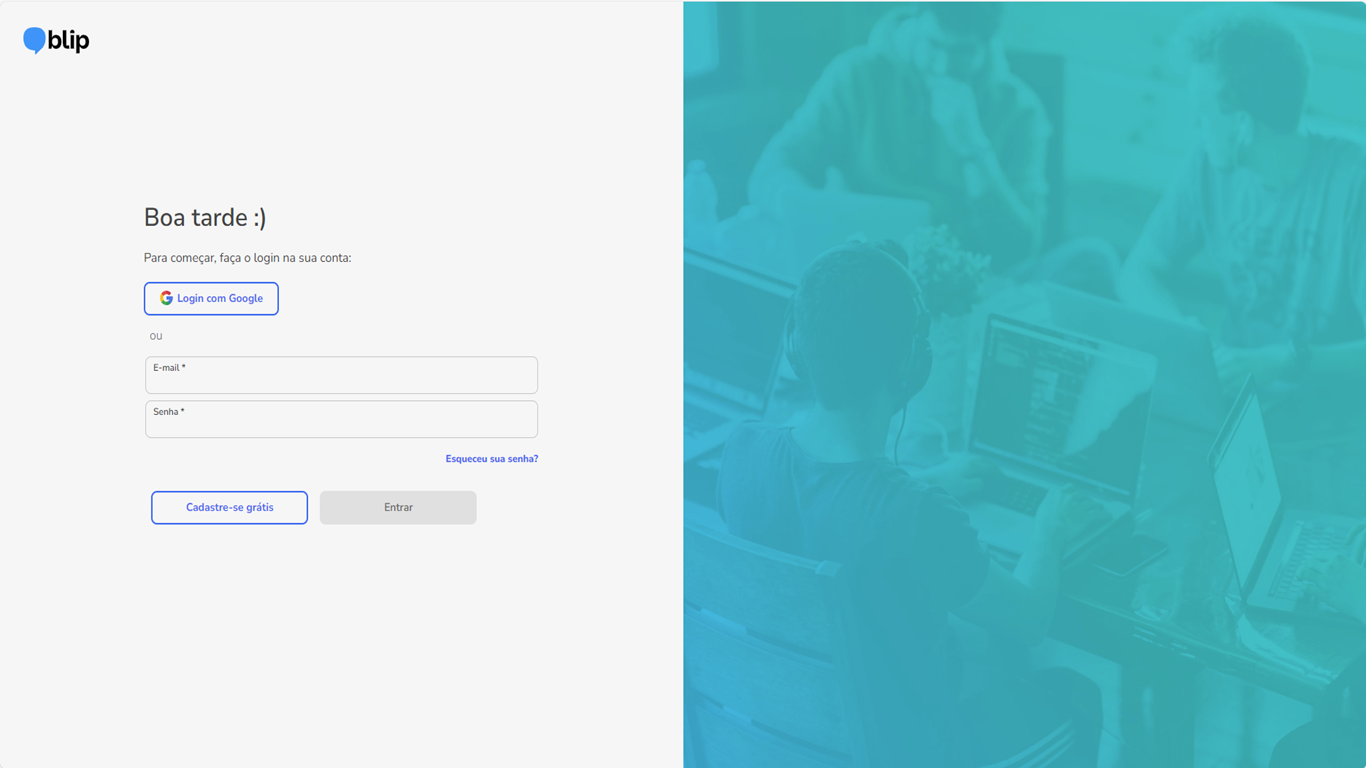 blip
Boa tarde :)
Para começar, faça o login na sua conta:
Login com Google
ou
E-mail *
Senha *
Esqueceu sua senha?
Cadastre-se grátis
Entrar